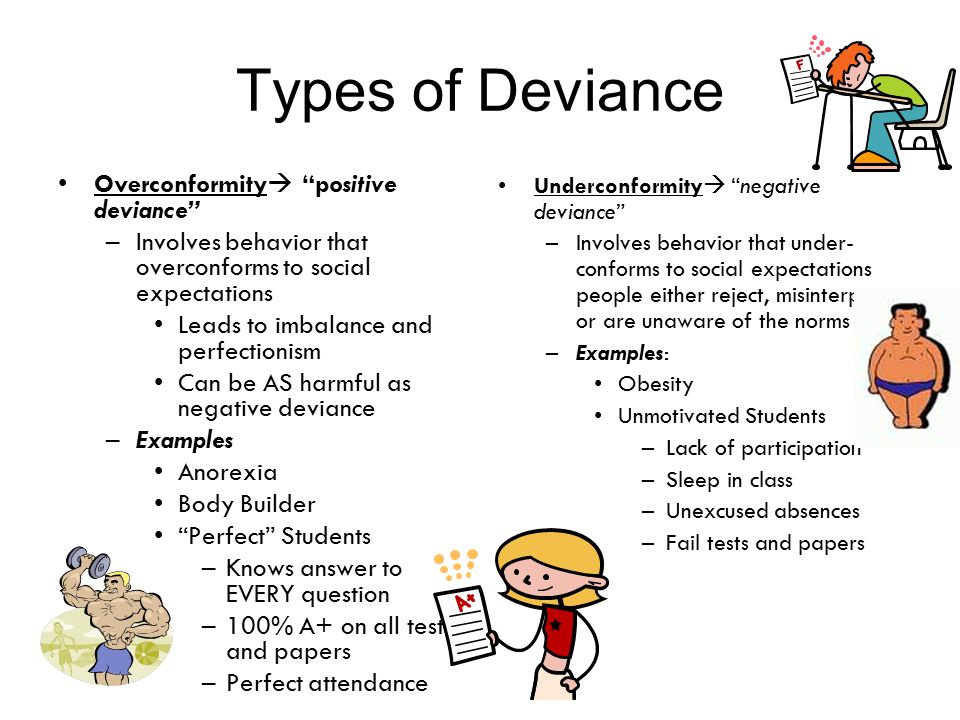 Types of Deviance
• Overconformity→ “positive
deviance”
– Involves behavior that
overconforms to social
expectations
• Leads to imbalance and
perfectionism
• Can be AS harmful as
negative deviance
– Examples
• Anorexia
• Body Builder
• “Perfect” Students
– Knows answer to
EVERY question
– 100% A+ on all test
and papers
– Perfect attendance
A+
F
• Underconformity→ “negative
deviance”
– Involves behavior that under-
conforms to social expectations
people either reject, misinterp
or are unaware of the norms
– Examples:
• Obesity
• Unmotivated Students
– Lack of participation
– Sleep in class
– Unexcused absences
– Fail tests and papers